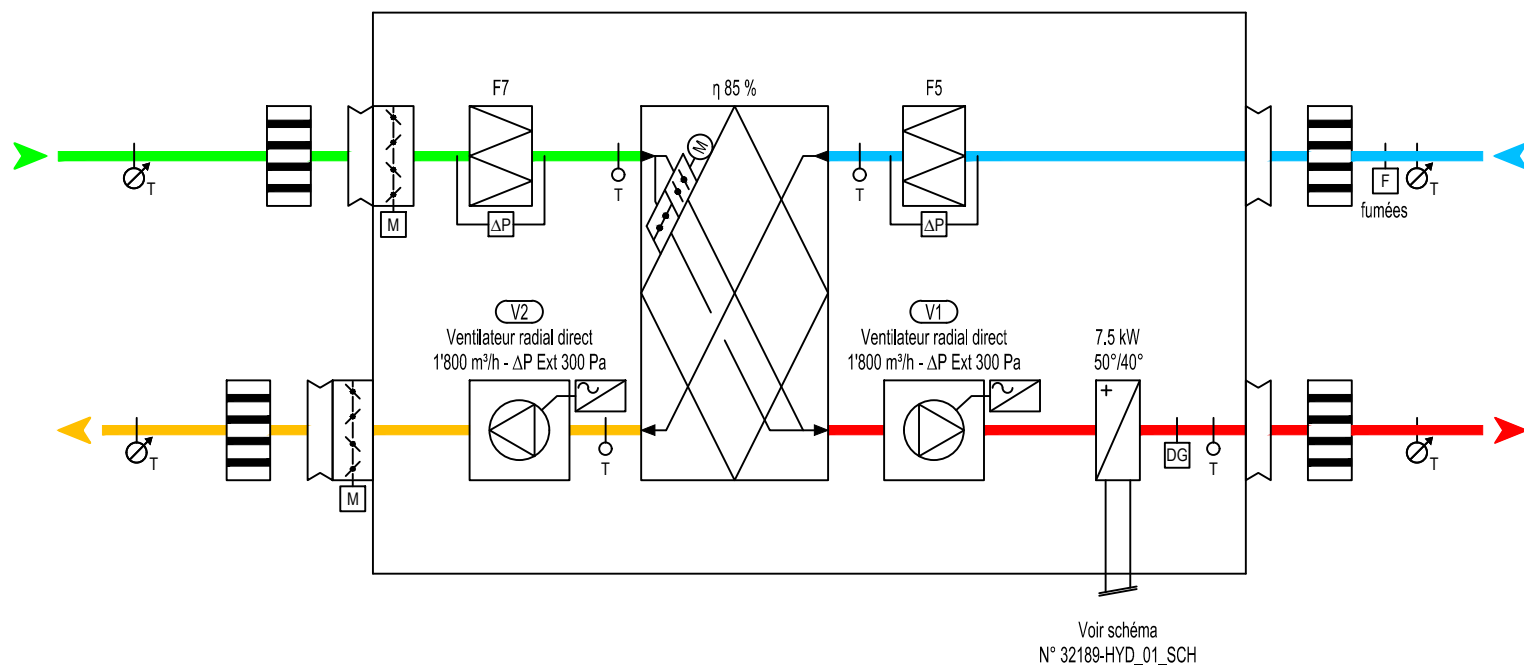 F7
η 85 %
F5
M
T
M
ΔP
T
T
ΔP
F
T
fumées
V2
Ventilateur radial direct
1'800 m³/h - ΔP Ext 300 Pa
V1
Ventilateur radial direct
1'800 m³/h - ΔP Ext 300 Pa
7.5 kW
50°/40°
+
T
M
T
DG
T
T
Voir schéma
N° 32189-HYD_01_SCH